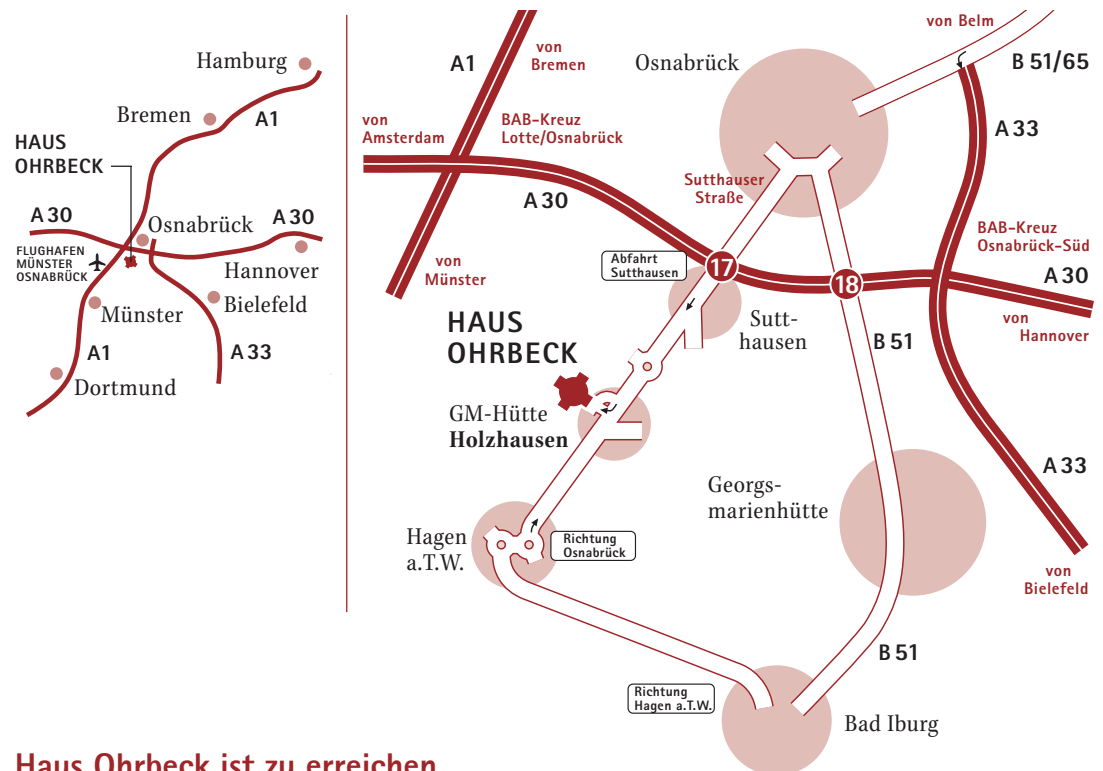 Hamburg
Bremen
A1
HAUS
OHRBECK
A 30
Osnabrück
A 30
FLUGHAFEN
MÜNSTER
OSNABRÜCK
Hannover
Münster
Bielefeld
A1
A 33
Dortmund
von Belm
B 51/65
A1
von
Bremen
Osnabrück
A 33
von
Amsterdam
BAB-Kreuz
Lotte/Osnabrück
A 30
Sutthauser
Straße
BAB-Kreuz
Osnabrück-Süd
A 30
von
Hannover
von
Münster
Abfahrt
Sutthausen
17
18
Sutt-
hausen
B 51
HAUS
OHRBECK
GM-Hütte
Holzhausen
Georgs-
marienhütte
A 33
Hagen
a.T.W.
Richtung
Osnabrück
von
Bielefeld
B 51
Richtung
Hagen a.T.W.
Bad Iburg
Haus Ohrbeck ist zu erreichen